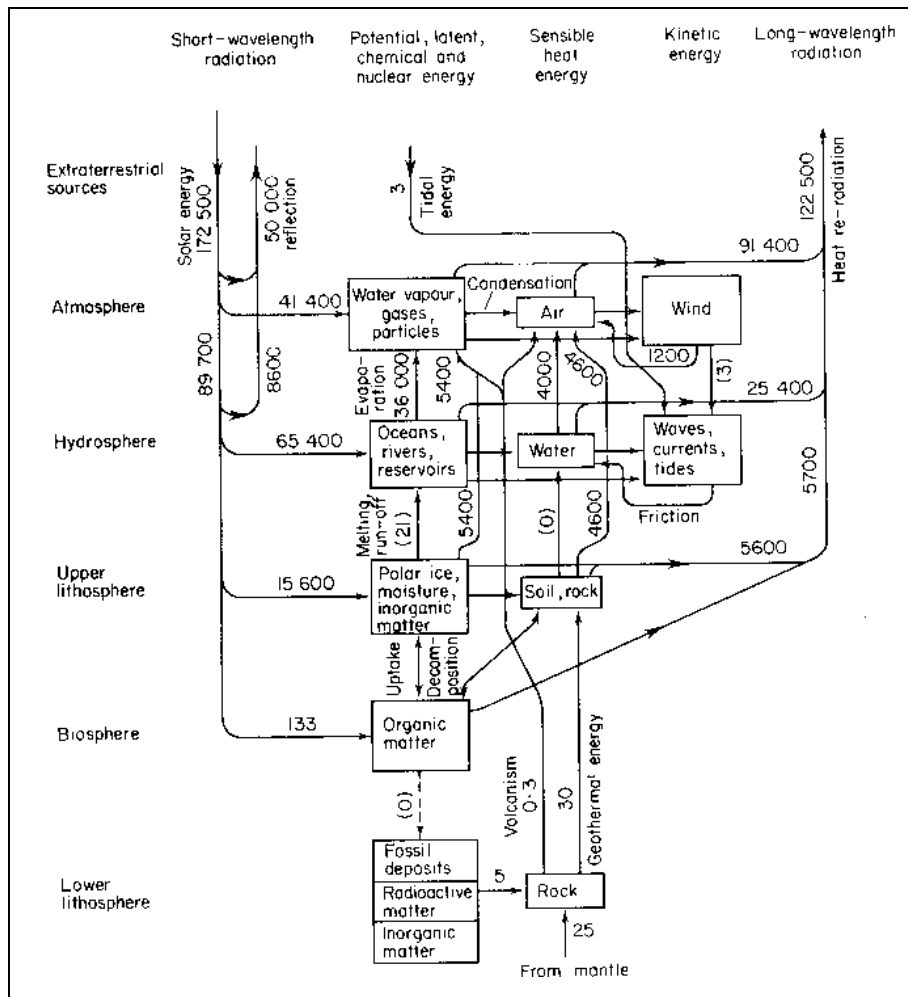 Short-wavelength
radiation
Potential, latent,
chemical and
nuclear energy
Sensible
heat
energy
Kinetic
energy
Long-wavelength
radiation
Extraterrestrial
sources
Solar energy
172 500
50 000
reflection
3
Tidal
energy
122 500
Heat re-radiation
91 400
Atmosphere
41 400
Water vapour,
gases,
particles
Condensation
Air
Wind
1200
(3)
89 700
8600
Evapo-
ration
36 000
5400
4000
4600
25 400
Hydrosphere
65 400
Oceans,
rivers,
reservoirs
Water
Waves,
currents,
tides
Friction
5700
Melting,
run-off
(21)
5400
(0)
4600
5600
Upper
lithosphere
15 600
Polar ice,
moisture,
inorganic
matter
Soil, rock
Uptake
Decom-
position
Biosphere
133
Organic
matter
(0)
Volcanism
0·3
30
Geothermal energy
Lower
lithosphere
Fossil
deposits
Radioactive
matter
Inorganic
matter
5
Rock
25
From mantle